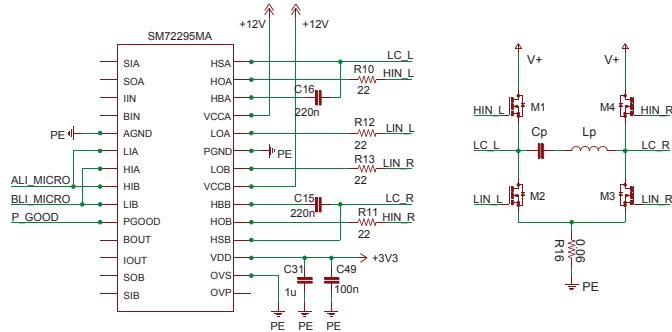 +12V
+12V
SM72295MA
SIA
SOA
IIN
BIN
AGND
LIA
HIA
HIB
LIB
PGOOD
BOUT
IOUT
SOB
SIB
HSA
HOA
HBA
VCCA
LOA
PGND
LOB
VCCB
HBB
HOB
HSB
VDD
OVS
OVP
PE
ALI_MICRO
BLI_MICRO
P_GOOD
LC_L
R10
HIN_L
22
C16
220n
R12
LIN_L
22
PE
R13
LIN_R
22
C15
220n
LC_R
R11
HIN_R
22
+3V3
C31
1u
C49
100n
PE
PE
PE
V+
V+
HIN_L
M1
M4
HIN_R
LC_L
Cp
Lp
LC_R
LIN_L
M2
M3
LIN_R
R16
0.06
PE